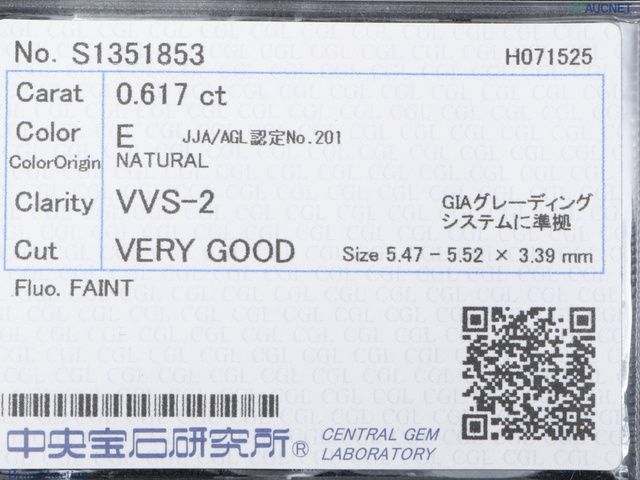 AUCNET
No. S1351853
H071525
Carat 0.617 ct
Color E JJA/AGL認定No.201
ColorOrigin NATURAL
Clarity VVS-2
GIAグレーディング
システムに準拠
Cut VERY GOOD Size 5.47 - 5.52 × 3.39 mm
Fluo. FAINT
中央宝石研究所® CENTRAL GEM
LABORATORY